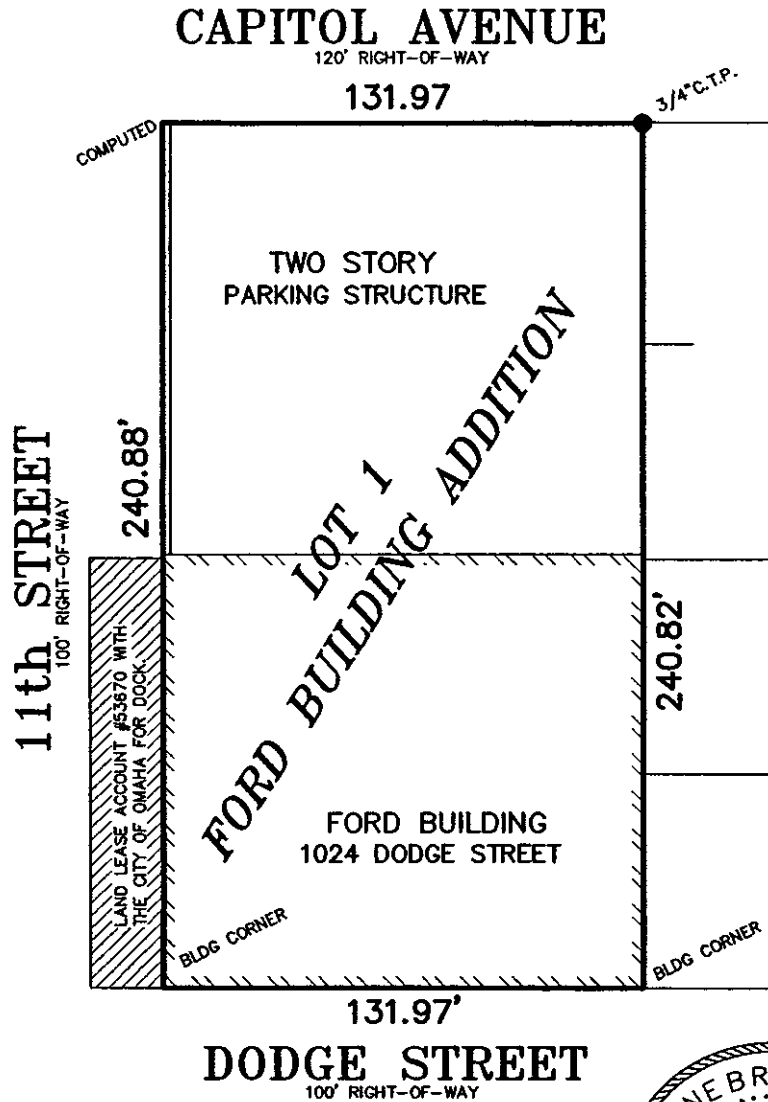 CAPITOL AVENUE
120' RIGHT-OF-WAY
131.97
3/4"C.T.P.
COMPUTED
TWO STORY
PARKING STRUCTURE
240.88'
11th STREET
100' RIGHT-OF-WAY
LOT 1
FORD BUILDING ADDITION
240.82'
LAND LEASE ACCOUNT #53670 WITH
THE CITY OF OMAHA FOR DOCK.
FORD BUILDING
1024 DODGE STREET
BLDG CORNER
BLDG CORNER
131.97'
DODGE STREET
100' RIGHT-OF-WAY
NEBR